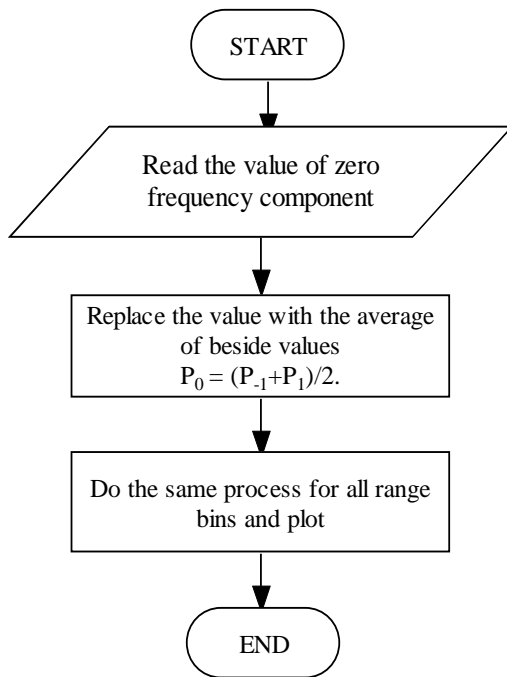 START
Read the value of zero
frequency component
Replace the value with the average
of beside values
P₀ = (P₋₁+P₁)/2.
Do the same process for all range
bins and plot
END